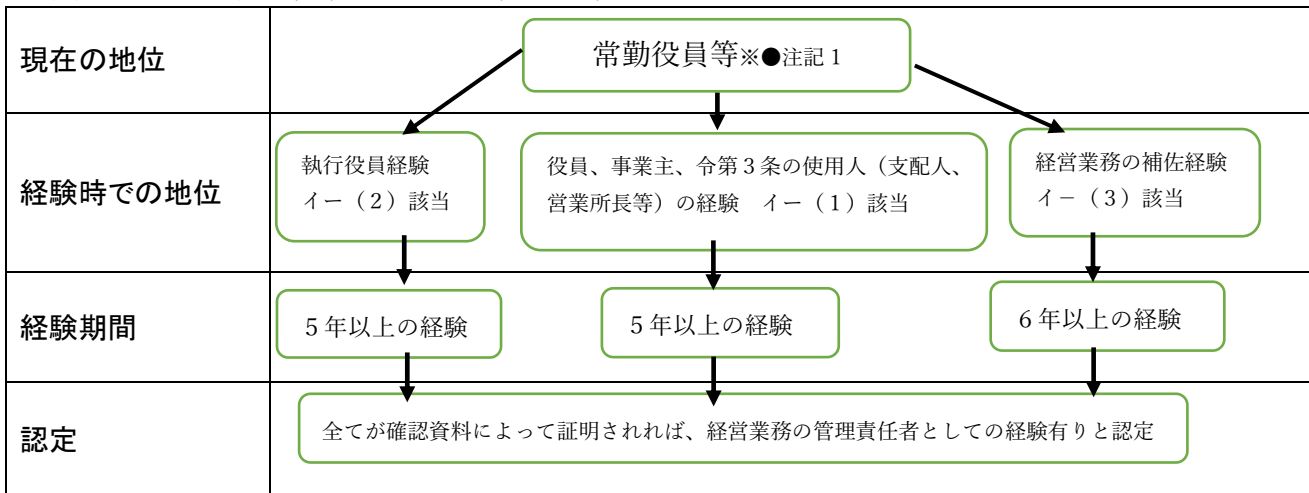 現在の地位
常勤役員等※●注記1
経験時での地位
執行役員経験
イー(2)該当
役員、事業主、令第3条の使用人(支配人、
営業所長等)の経験 イー(1)該当
経営業務の補佐経験
イ-(3)該当
経験期間
5年以上の経験
5年以上の経験
6年以上の経験
認定
全てが確認資料によって証明されれば、経営業務の管理責任者としての経験有りと認定